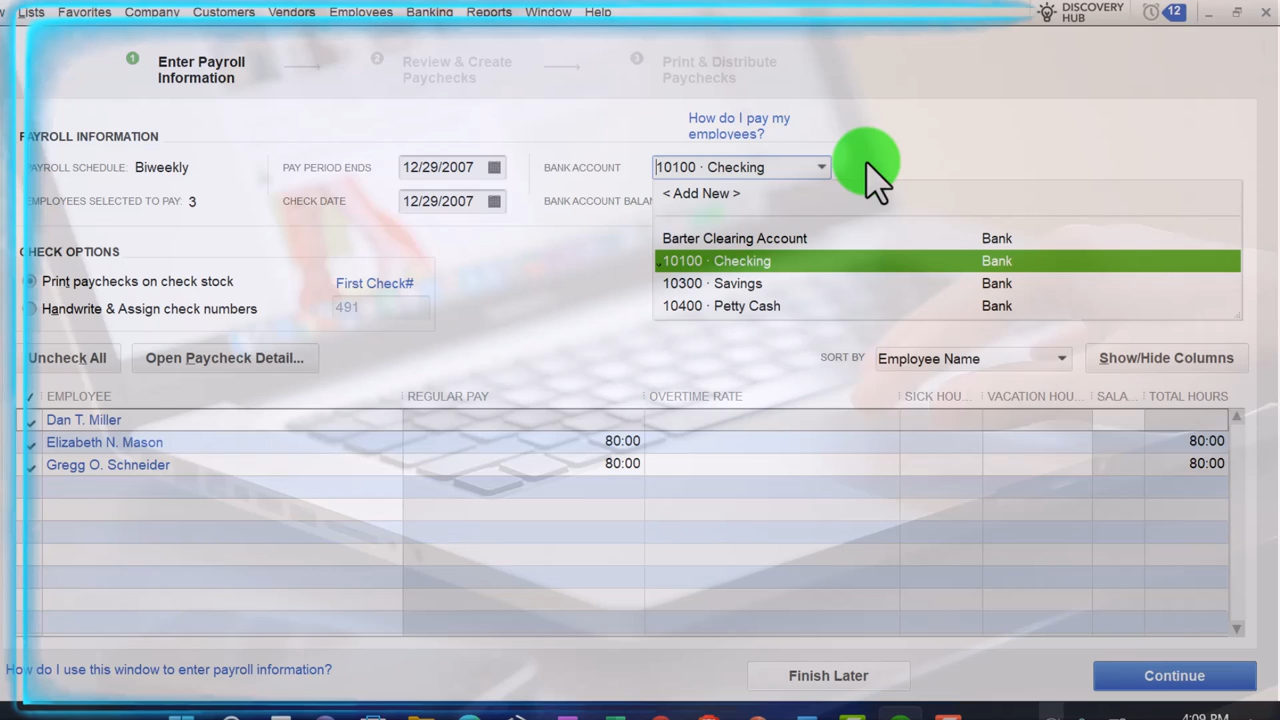 Lists Favorites Company Customers Vendors Employees Banking Reports Window Help DISCOVERY HUB 12
1 Enter Payroll Information
2 Review & Create Paychecks
3 Print & Distribute Paychecks
How do I pay my employees?
PAYROLL INFORMATION
PAYROLL SCHEDULE: Biweekly PAY PERIOD ENDS 12/29/2007 BANK ACCOUNT 10100 · Checking
< Add New >
EMPLOYEES SELECTED TO PAY: 3 CHECK DATE 12/29/2007 BANK ACCOUNT
Barter Clearing Account Bank
10100 · Checking Bank
10300 · Savings Bank
10400 · Petty Cash Bank
CHECK OPTIONS
Print paychecks on check stock First Check#
Handwrite & Assign check numbers 491
Uncheck All Open Paycheck Detail... SORT BY Employee Name Show/Hide Columns
EMPLOYEE REGULAR PAY OVERTIME RATE SICK HOU... VACATION HOU... SALA... TOTAL HOURS
Dan T. Miller
Elizabeth N. Mason 80:00 80:00
Gregg O. Schneider 80:00 80:00
How do I use this window to enter payroll information? Finish Later Continue
4:09 PM